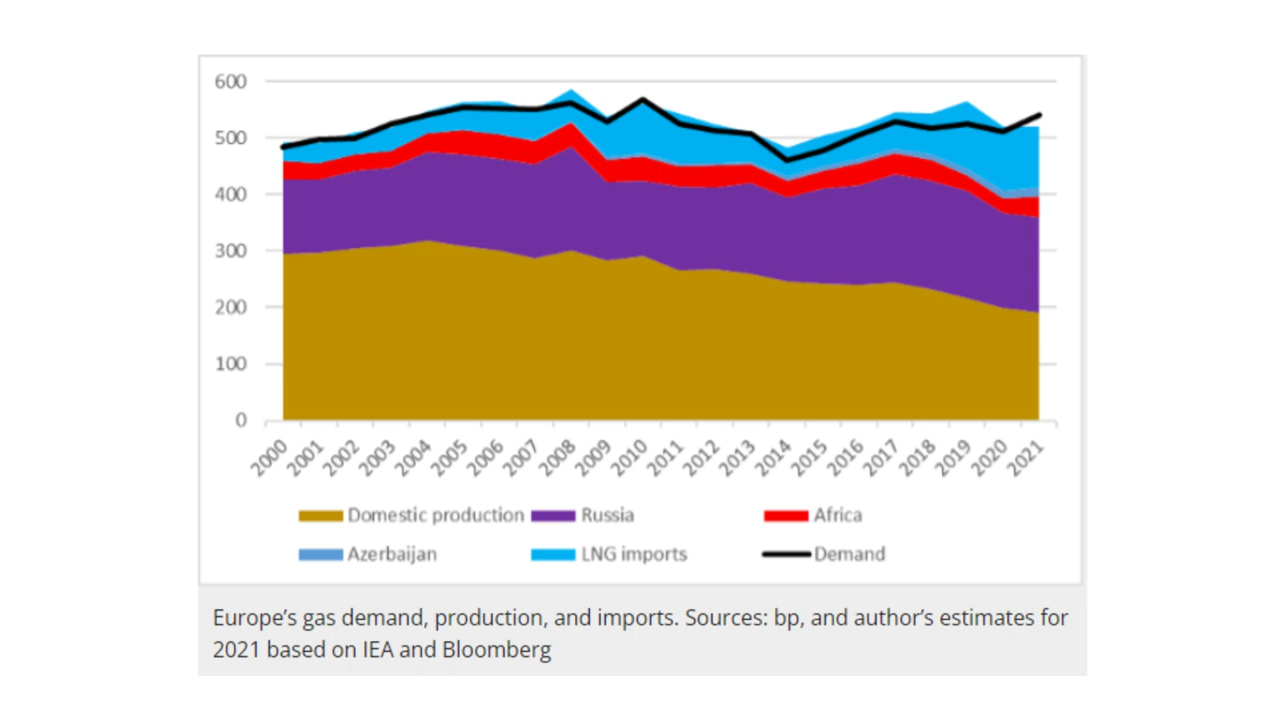 600
500
400
300
200
100
0
2000 2001 2002 2003 2004 2005 2006 2007 2008 2009 2010 2011 2012 2013 2014 2015 2016 2017 2018 2019 2020 2021
Domestic production Russia Africa
Azerbaijan LNG imports Demand
Europe’s gas demand, production, and imports. Sources: bp, and author’s estimates for
2021 based on IEA and Bloomberg